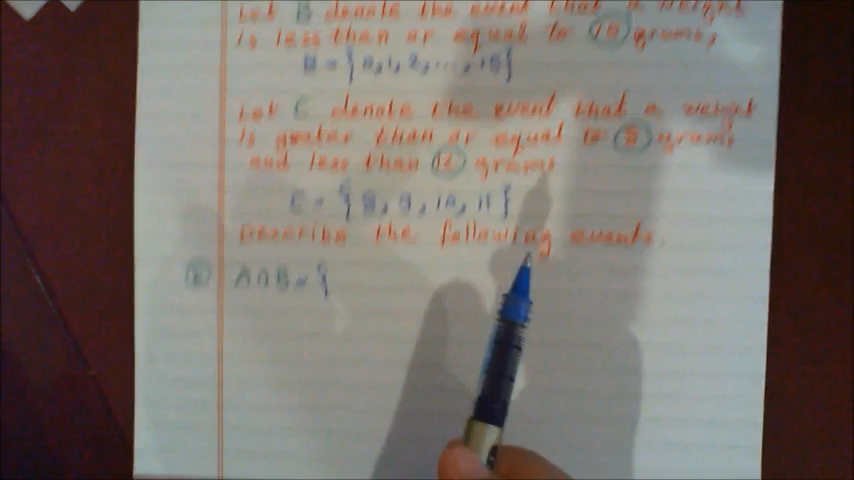 Let B denote the event that a weight
is less than or equal to 15 grams,
B = {0,1,2,...,15}
Let C denote the event that a weight
is greater than or equal to 8 grams
and less than 12 grams
C = {8, 9, 10, 11}
Describe the following events.
A∩B = {